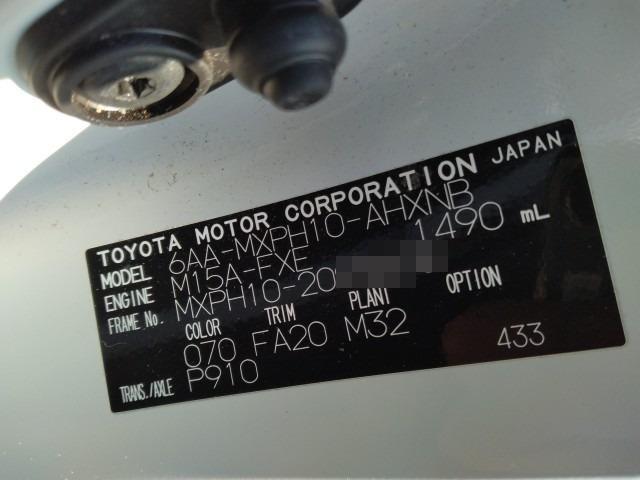 TOYOTA MOTOR CORPORATION JAPAN
MODEL 6AA-MXPH10-AHXNB
ENGINE M15A-FXE 1490 mL
FRAME No. MXPH10-20
COLOR TRIM PLANT OPTION
070 FA20 M32
TRANS./AXLE P910 433